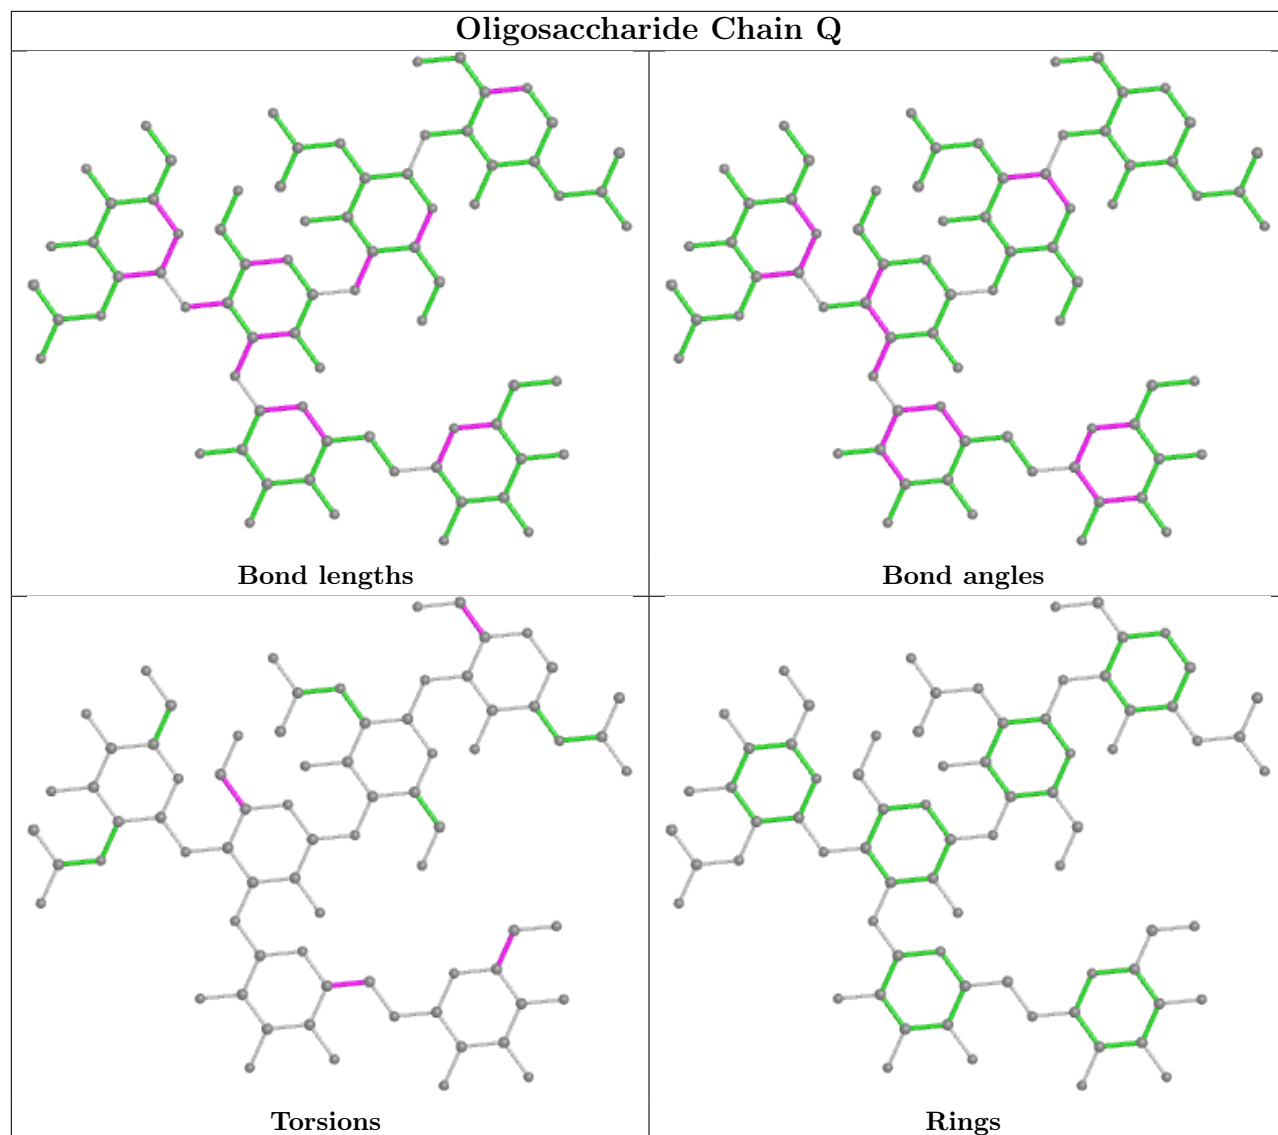 Oligosaccharide Chain Q
Bond lengths
Bond angles
Torsions
Rings